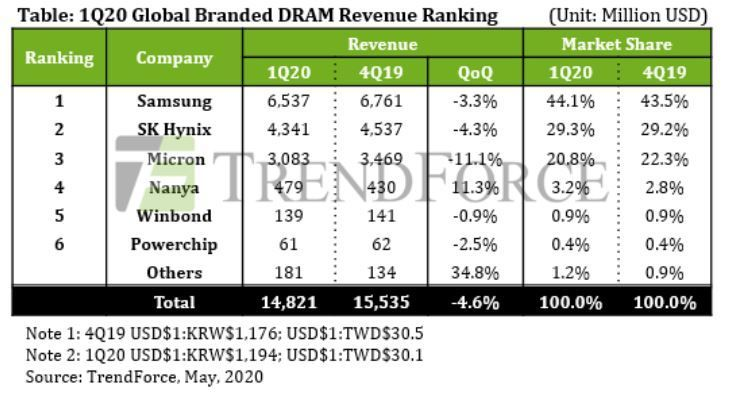 Table: 1Q20 Global Branded DRAM Revenue Ranking (Unit: Million USD)
Ranking Company Revenue Market Share
1Q20 4Q19 QoQ 1Q20 4Q19
1 Samsung 6,537 6,761 -3.3% 44.1% 43.5%
2 SK Hynix 4,341 4,537 -4.3% 29.3% 29.2%
3 Micron 3,083 3,469 -11.1% 20.8% 22.3%
4 Nanya 479 430 11.3% 3.2% 2.8%
5 Winbond 139 141 -0.9% 0.9% 0.9%
6 Powerchip 61 62 -2.5% 0.4% 0.4%
Others 181 134 34.8% 1.2% 0.9%
Total 14,821 15,535 -4.6% 100.0% 100.0%
TRENDFORCE
Note 1: 4Q19 USD$1:KRW$1,176; USD$1:TWD$30.5
Note 2: 1Q20 USD$1:KRW$1,194; USD$1:TWD$30.1
Source: TrendForce, May, 2020